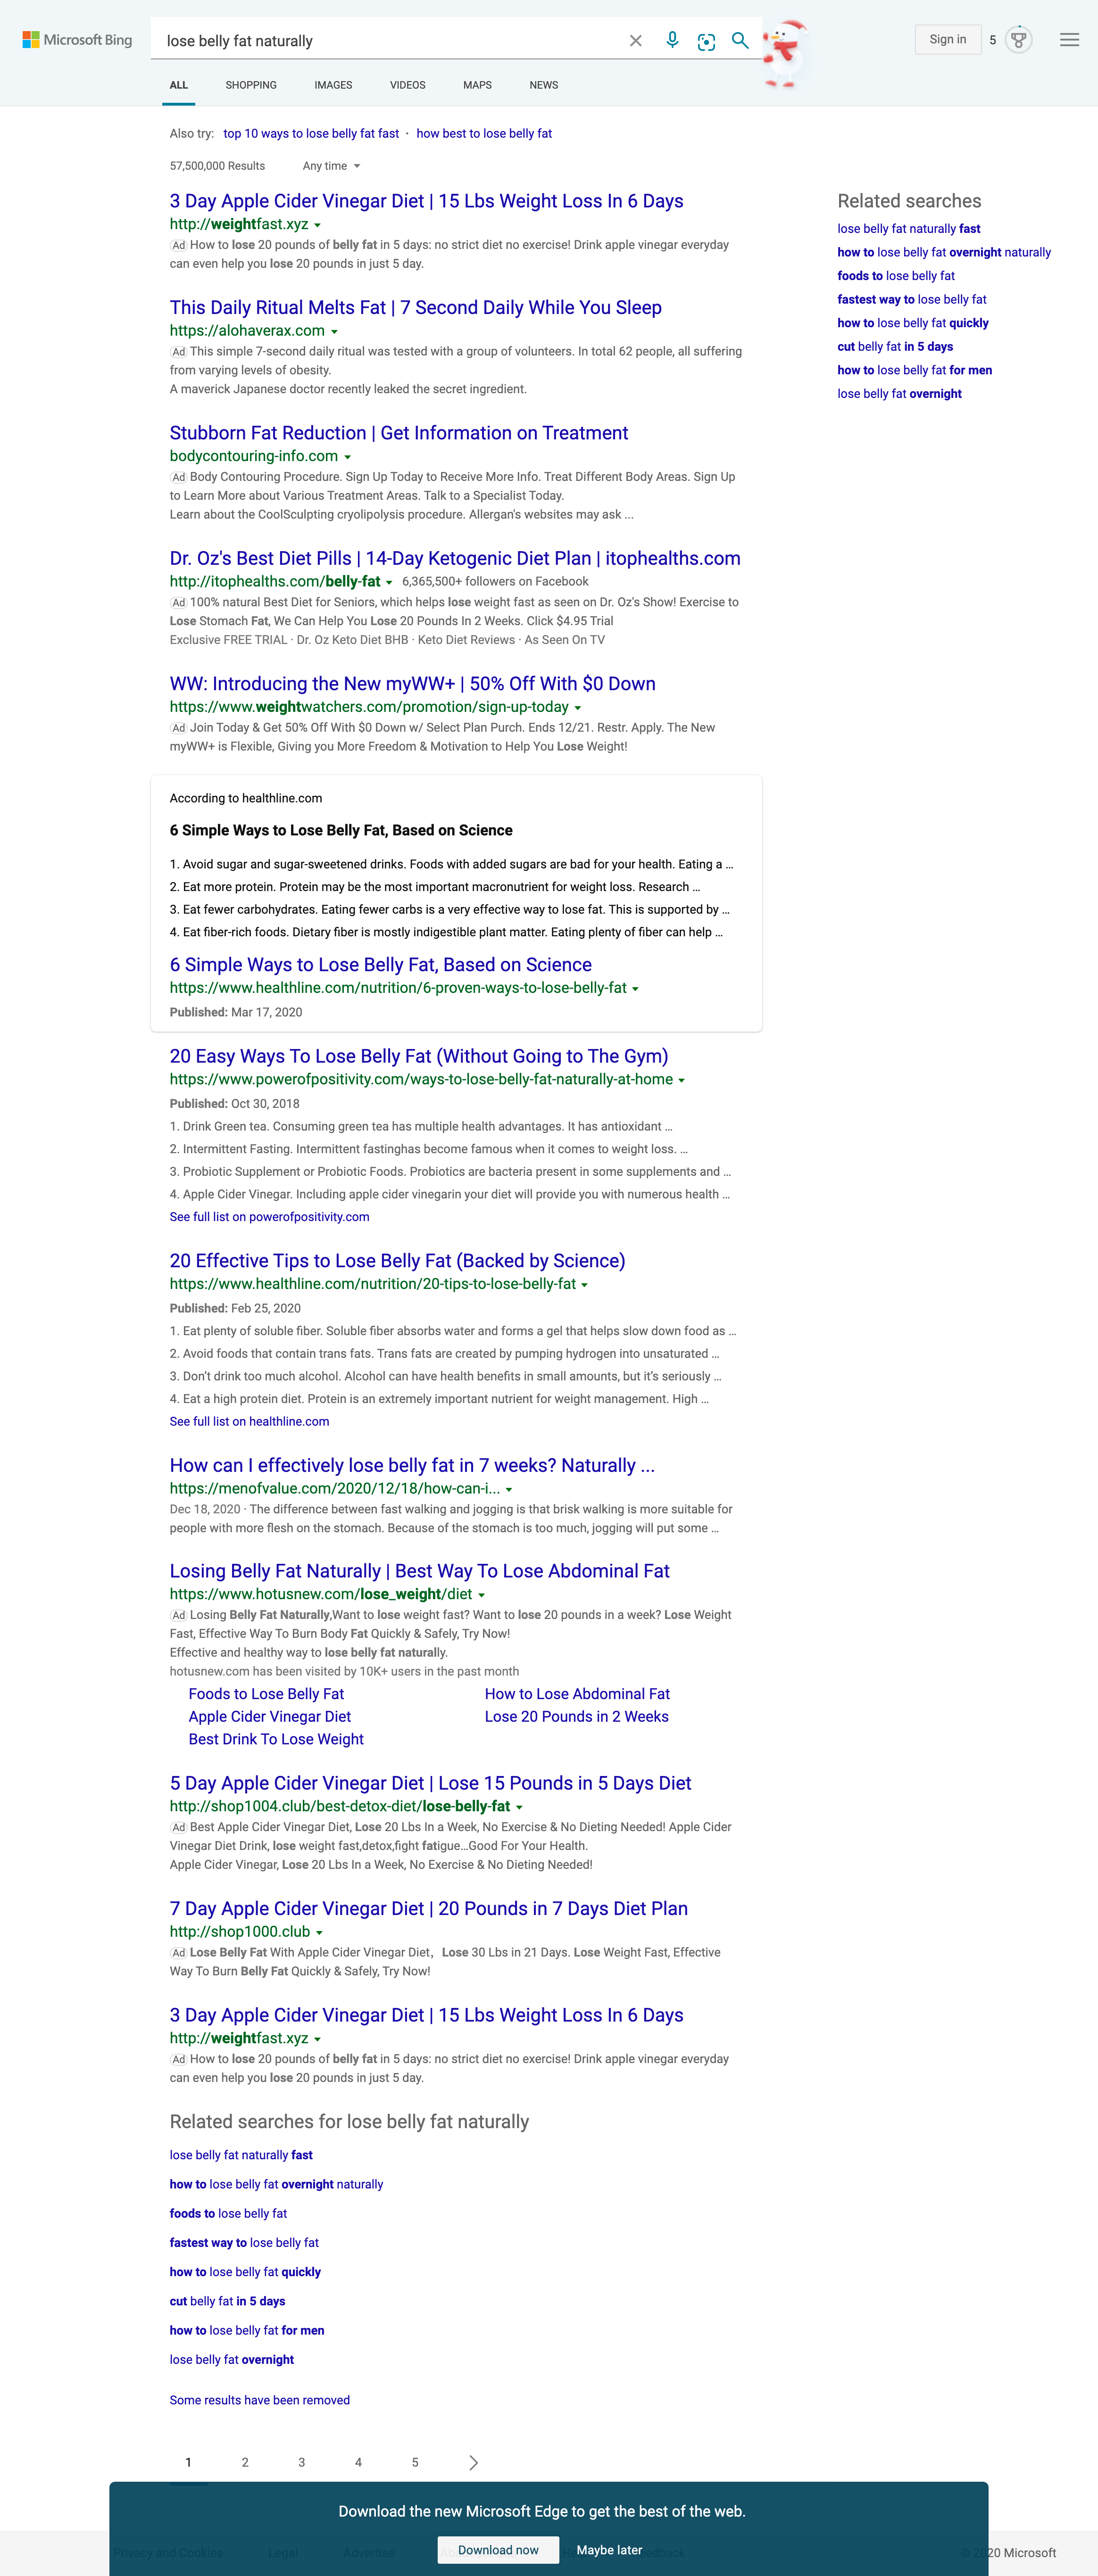 Microsoft Bing
lose belly fat naturally
Sign in
5
ALL
SHOPPING
IMAGES
VIDEOS
MAPS
NEWS
Also try: top 10 ways to lose belly fat fast · how best to lose belly fat
57,500,000 Results
Any time
3 Day Apple Cider Vinegar Diet | 15 Lbs Weight Loss In 6 Days
http://weightfast.xyz
Ad How to lose 20 pounds of belly fat in 5 days: no strict diet no exercise! Drink apple vinegar everyday
can even help you lose 20 pounds in just 5 day.
This Daily Ritual Melts Fat | 7 Second Daily While You Sleep
https://alohaverax.com
Ad This simple 7-second daily ritual was tested with a group of volunteers. In total 62 people, all suffering
from varying levels of obesity.
A maverick Japanese doctor recently leaked the secret ingredient.
Stubborn Fat Reduction | Get Information on Treatment
bodycontouring-info.com
Ad Body Contouring Procedure. Sign Up Today to Receive More Info. Treat Different Body Areas. Sign Up
to Learn More about Various Treatment Areas. Talk to a Specialist Today.
Learn about the CoolSculpting cryolipolysis procedure. Allergan's websites may ask ...
Dr. Oz's Best Diet Pills | 14-Day Ketogenic Diet Plan | itophealths.com
http://itophealths.com/belly-fat 6,365,500+ followers on Facebook
Ad 100% natural Best Diet for Seniors, which helps lose weight fast as seen on Dr. Oz's Show! Exercise to
Lose Stomach Fat, We Can Help You Lose 20 Pounds In 2 Weeks. Click $4.95 Trial
Exclusive FREE TRIAL · Dr. Oz Keto Diet BHB · Keto Diet Reviews · As Seen On TV
WW: Introducing the New myWW+ | 50% Off With $0 Down
https://www.weightwatchers.com/promotion/sign-up-today
Ad Join Today & Get 50% Off With $0 Down w/ Select Plan Purch. Ends 12/21. Restr. Apply. The New
myWW+ is Flexible, Giving you More Freedom & Motivation to Help You Lose Weight!
According to healthline.com
6 Simple Ways to Lose Belly Fat, Based on Science
1. Avoid sugar and sugar-sweetened drinks. Foods with added sugars are bad for your health. Eating a ...
2. Eat more protein. Protein may be the most important macronutrient for weight loss. Research ...
3. Eat fewer carbohydrates. Eating fewer carbs is a very effective way to lose fat. This is supported by ...
4. Eat fiber-rich foods. Dietary fiber is mostly indigestible plant matter. Eating plenty of fiber can help ...
6 Simple Ways to Lose Belly Fat, Based on Science
https://www.healthline.com/nutrition/6-proven-ways-to-lose-belly-fat
Published: Mar 17, 2020
20 Easy Ways To Lose Belly Fat (Without Going to The Gym)
https://www.powerofpositivity.com/ways-to-lose-belly-fat-naturally-at-home
Published: Oct 30, 2018
1. Drink Green tea. Consuming green tea has multiple health advantages. It has antioxidant ...
2. Intermittent Fasting. Intermittent fastinghas become famous when it comes to weight loss. ...
3. Probiotic Supplement or Probiotic Foods. Probiotics are bacteria present in some supplements and ...
4. Apple Cider Vinegar. Including apple cider vinegarin your diet will provide you with numerous health ...
See full list on powerofpositivity.com
20 Effective Tips to Lose Belly Fat (Backed by Science)
https://www.healthline.com/nutrition/20-tips-to-lose-belly-fat
Published: Feb 25, 2020
1. Eat plenty of soluble fiber. Soluble fiber absorbs water and forms a gel that helps slow down food as ...
2. Avoid foods that contain trans fats. Trans fats are created by pumping hydrogen into unsaturated ...
3. Don't drink too much alcohol. Alcohol can have health benefits in small amounts, but it's seriously ...
4. Eat a high protein diet. Protein is an extremely important nutrient for weight management. High ...
See full list on healthline.com
How can I effectively lose belly fat in 7 weeks? Naturally ...
https://menofvalue.com/2020/12/18/how-can-i...
Dec 18, 2020 · The difference between fast walking and jogging is that brisk walking is more suitable for
people with more flesh on the stomach. Because of the stomach is too much, jogging will put some ...
Losing Belly Fat Naturally | Best Way To Lose Abdominal Fat
https://www.hotusnew.com/lose_weight/diet
Ad Losing Belly Fat Naturally,Want to lose weight fast? Want to lose 20 pounds in a week? Lose Weight
Fast, Effective Way To Burn Body Fat Quickly & Safely, Try Now!
Effective and healthy way to lose belly fat naturally.
hotusnew.com has been visited by 10K+ users in the past month
Foods to Lose Belly Fat
How to Lose Abdominal Fat
Apple Cider Vinegar Diet
Lose 20 Pounds in 2 Weeks
Best Drink To Lose Weight
5 Day Apple Cider Vinegar Diet | Lose 15 Pounds in 5 Days Diet
http://shop1004.club/best-detox-diet/lose-belly-fat
Ad Best Apple Cider Vinegar Diet, Lose 20 Lbs In a Week, No Exercise & No Dieting Needed! Apple Cider
Vinegar Diet Drink, lose weight fast,detox,fight fatigue...Good For Your Health.
Apple Cider Vinegar, Lose 20 Lbs In a Week, No Exercise & No Dieting Needed!
7 Day Apple Cider Vinegar Diet | 20 Pounds in 7 Days Diet Plan
http://shop1000.club
Ad Lose Belly Fat With Apple Cider Vinegar Diet, Lose 30 Lbs in 21 Days. Lose Weight Fast, Effective
Way To Burn Belly Fat Quickly & Safely, Try Now!
3 Day Apple Cider Vinegar Diet | 15 Lbs Weight Loss In 6 Days
http://weightfast.xyz
Ad How to lose 20 pounds of belly fat in 5 days: no strict diet no exercise! Drink apple vinegar everyday
can even help you lose 20 pounds in just 5 day.
Related searches for lose belly fat naturally
lose belly fat naturally fast
how to lose belly fat overnight naturally
foods to lose belly fat
fastest way to lose belly fat
how to lose belly fat quickly
cut belly fat in 5 days
how to lose belly fat for men
lose belly fat overnight
Some results have been removed
1 2 3 4 5
Related searches
lose belly fat naturally fast
how to lose belly fat overnight naturally
foods to lose belly fat
fastest way to lose belly fat
how to lose belly fat quickly
cut belly fat in 5 days
how to lose belly fat for men
lose belly fat overnight
Download the new Microsoft Edge to get the best of the web.
Download now
Maybe later
Privacy and Cookies
Legal
Advertise
© 2020 Microsoft